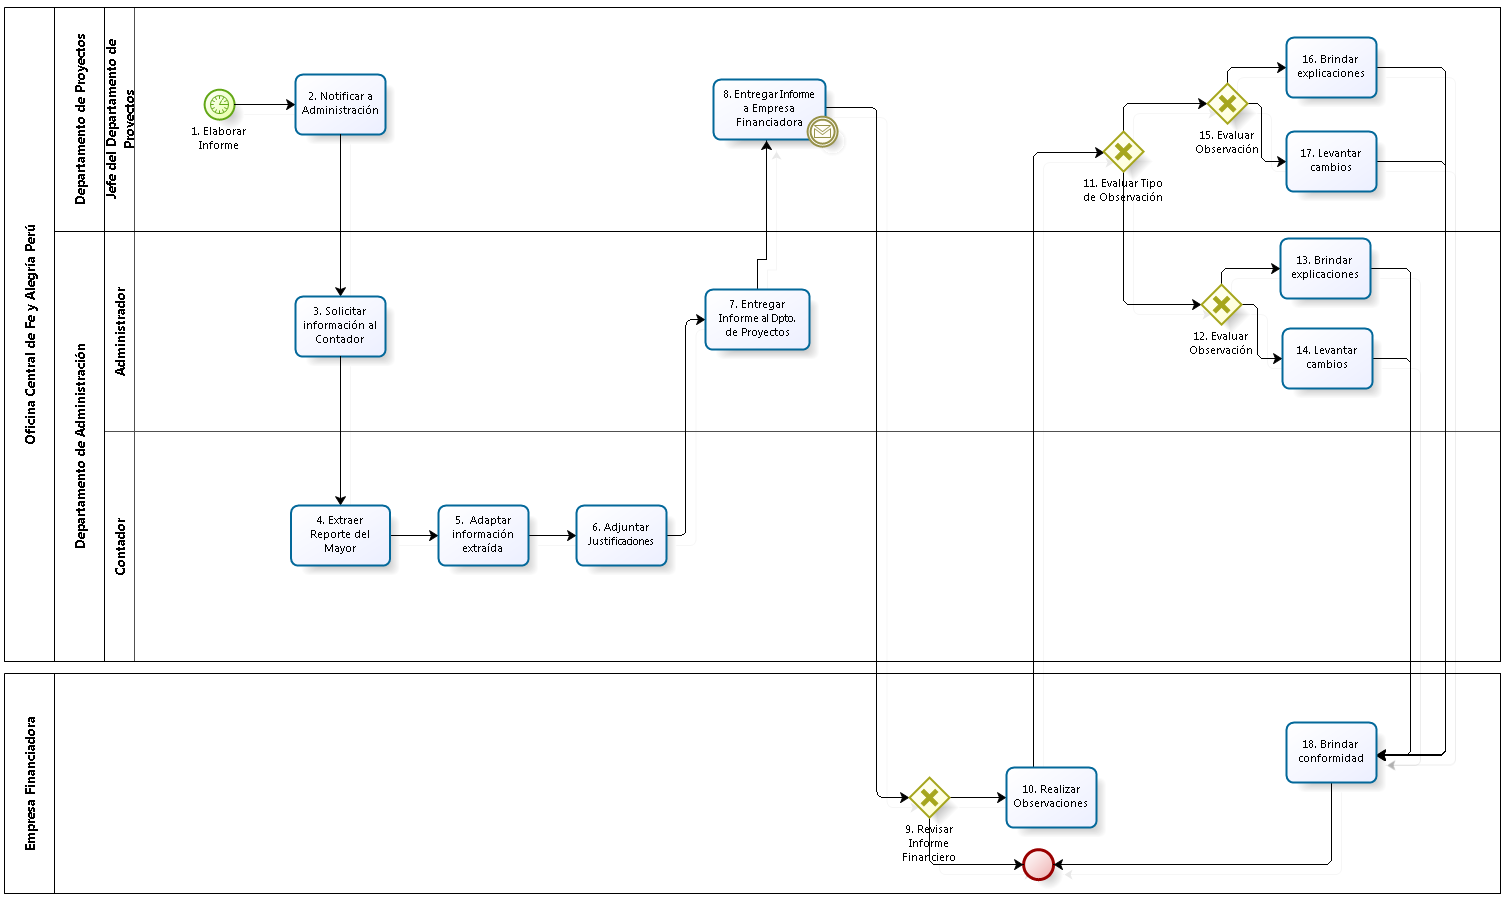 Oficina Central de Fe y Alegría Perú
Departamento de Proyectos
Jefe del Departamento de
Proyectos
1. Elaborar
Informe
2. Notificar a
Administración
8. Entregar Informe
a Empresa
Financiadora
11. Evaluar Tipo
de Observación
15. Evaluar
Observación
16. Brindar
explicaciones
17. Levantar
cambios
Departamento de Administración
Administrador
3. Solicitar
información al
Contador
7. Entregar
Informe al Dpto.
de Proyectos
12. Evaluar
Observación
13. Brindar
explicaciones
14. Levantar
cambios
Contador
4. Extraer
Reporte del
Mayor
5. Adaptar
información
extraída
6. Adjuntar
Justificaciones
Empresa Financiadora
9. Revisar
Informe
Financiero
10. Realizar
Observaciones
18. Brindar
conformidad